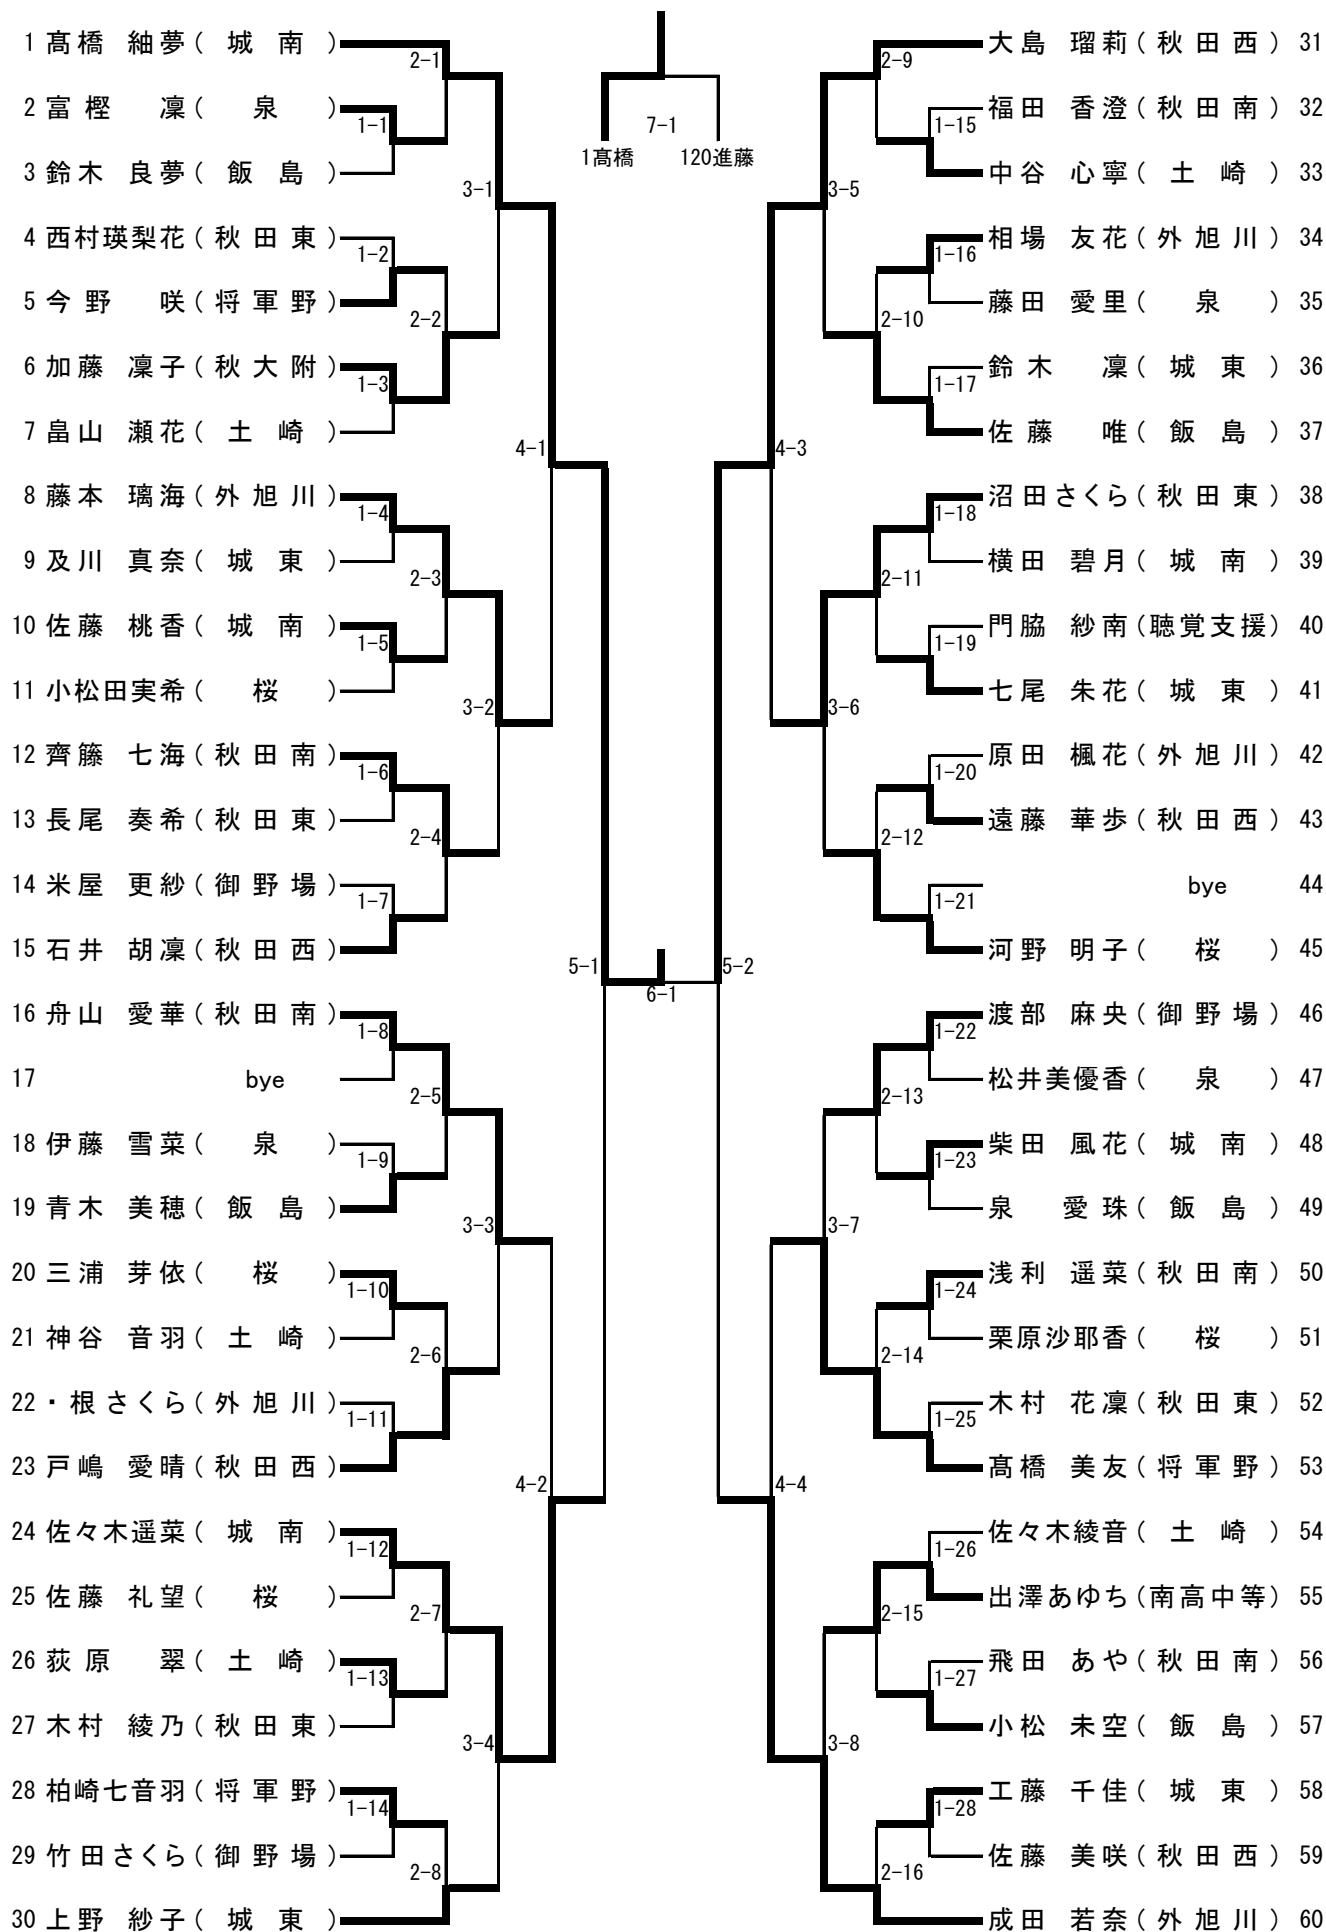 1 髙橋 紬夢( 城 南 )
2 富樫 凜( 泉 )
3 鈴木 良夢( 飯 島 )
4 西村瑛梨花( 秋 田 東 )
5 今野 咲( 将 軍 野 )
6 加藤 凜子( 秋 大 附 )
7 畠山 瀬花( 土 崎 )
8 藤本 璃海( 外 旭 川 )
9 及川 真奈( 城 東 )
10 佐藤 桃香( 城 南 )
11 小松田実希( 桜 )
12 齊籐 七海( 秋 田 南 )
13 長尾 奏希( 秋 田 東 )
14 米屋 更紗( 御 野 場 )
15 石井 胡凜( 秋 田 西 )
16 舟山 愛華( 秋 田 南 )
17 bye
18 伊藤 雪菜( 泉 )
19 青木 美穂( 飯 島 )
20 三浦 芽依( 桜 )
21 神谷 音羽( 土 崎 )
22 ・根さくら( 外 旭 川 )
23 戸嶋 愛晴( 秋 田 西 )
24 佐々木遥菜( 城 南 )
25 佐藤 礼望( 桜 )
26 荻原 翠( 土 崎 )
27 木村 綾乃( 秋 田 東 )
28 柏崎七音羽( 将 軍 野 )
29 竹田さくら( 御 野 場 )
30 上野 紗子( 城 東 )
1-1
1-2
1-3
1-4
1-5
1-6
1-7
1-8
1-9
1-10
1-11
1-12
1-13
1-14
2-1
2-2
2-3
2-4
2-5
2-6
2-7
2-8
3-1
3-2
3-3
3-4
4-1
4-2
5-1
7-1
1髙橋 120進藤
6-1
5-2
4-3
4-4
3-5
3-6
3-7
3-8
2-9
2-10
2-11
2-12
2-13
2-14
2-15
2-16
1-15
1-16
1-17
1-18
1-19
1-20
1-21
1-22
1-23
1-24
1-25
1-26
1-27
1-28
大島 瑠莉( 秋 田 西 ) 31
福田 香澄( 秋 田 南 ) 32
中谷 心寧( 土 崎 ) 33
相場 友花( 外 旭 川 ) 34
藤田 愛里( 泉 ) 35
鈴木 凜( 城 東 ) 36
佐藤 唯( 飯 島 ) 37
沼田さくら( 秋 田 東 ) 38
横田 碧月( 城 南 ) 39
門脇 紗南(聴覚支援) 40
七尾 朱花( 城 東 ) 41
原田 楓花( 外 旭 川 ) 42
遠藤 華歩( 秋 田 西 ) 43
bye 44
河野 明子( 桜 ) 45
渡部 麻央( 御 野 場 ) 46
松井美優香( 泉 ) 47
柴田 風花( 城 南 ) 48
泉 愛珠( 飯 島 ) 49
浅利 遥菜( 秋 田 南 ) 50
栗原沙耶香( 桜 ) 51
木村 花凜( 秋 田 東 ) 52
髙橋 美友( 将 軍 野 ) 53
佐々木綾音( 土 崎 ) 54
出澤あゆち(南高中等) 55
飛田 あや( 秋 田 南 ) 56
小松 未空( 飯 島 ) 57
工藤 千佳( 城 東 ) 58
佐藤 美咲( 秋 田 西 ) 59
成田 若奈( 外 旭 川 ) 60